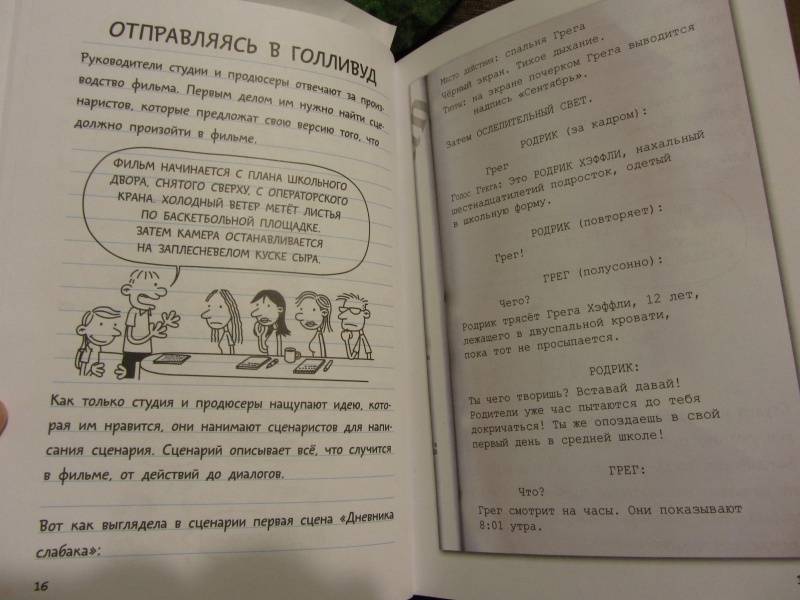 ОТПРАВЛЯЯСЬ В ГОЛЛИВУД
Руководители студии и продюсеры отвечают за произ-
водство фильма. Первым делом им нужно найти сце-
наристов, которые предложат свою версию того, что
должно произойти в фильме.
ФИЛЬМ НАЧИНАЕТСЯ С ПЛАНА ШКОЛЬНОГО
ДВОРА, СНЯТОГО СВЕРХУ, С ОПЕРАТОРСКОГО
КРАНА. ХОЛОДНЫЙ ВЕТЕР МЕТЁТ ЛИСТЬЯ
ПО БАСКЕТБОЛЬНОЙ ПЛОЩАДКЕ.
ЗАТЕМ КАМЕРА ОСТАНАВЛИВАЕТСЯ
НА ЗАПЛЕСНЕВЕЛОМ КУСКЕ СЫРА.
Как только студия и продюсеры нащупают идею, кото-
рая им нравится, они нанимают сценаристов для напи-
сания сценария. Сценарий описывает всё, что случится
в фильме, от действий до диалогов.
Вот как выглядела в сценарии первая сцена «Дневника
слабака»:
16
Место действия: спальня Грега
Чёрный экран. Тихое дыхание.
Титры: на экране почерком Грега выводится
надпись «Сентябрь».
Затем ОСЛЕПИТЕЛЬНЫЙ СВЕТ.
РОДРИК (за кадром):
Грег
Голос Грега: Это РОДРИК ХЭФФЛИ, нахальный
шестнадцатилетий подросток, одетый
в школьную форму.
РОДРИК (повторяет):
Грег!
ГРЕГ (полусонно):
Чего?
Родрик трясёт Грега Хэффли, 12 лет,
лежащего в двуспальной кровати,
пока тот не просыпается.
РОДРИК:
Ты чего творишь? Вставай давай!
Родители уже час пытаются до тебя
докричаться! Ты же опоздаешь в свой
первый день в средней школе!
ГРЕГ:
Что?
Грег смотрит на часы. Они показывают
8:01 утра.